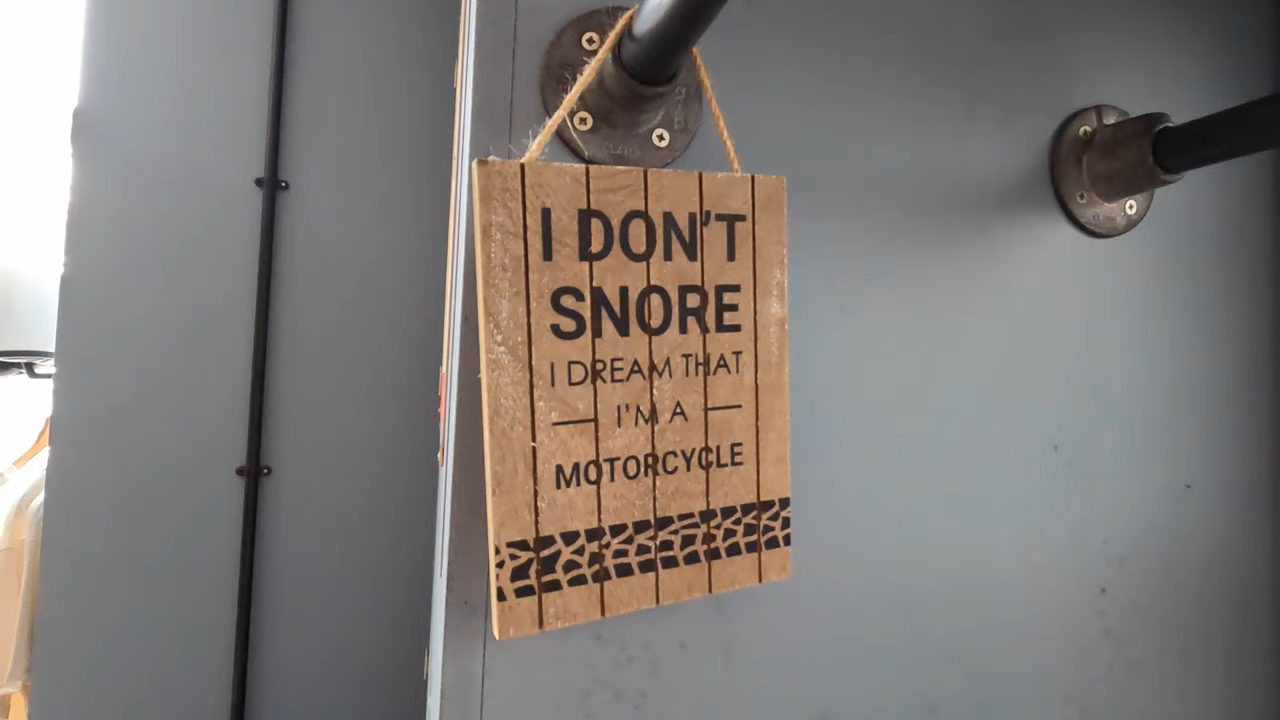 I DON'T
SNORE
I DREAM THAT
I'M A
MOTORCYCLE